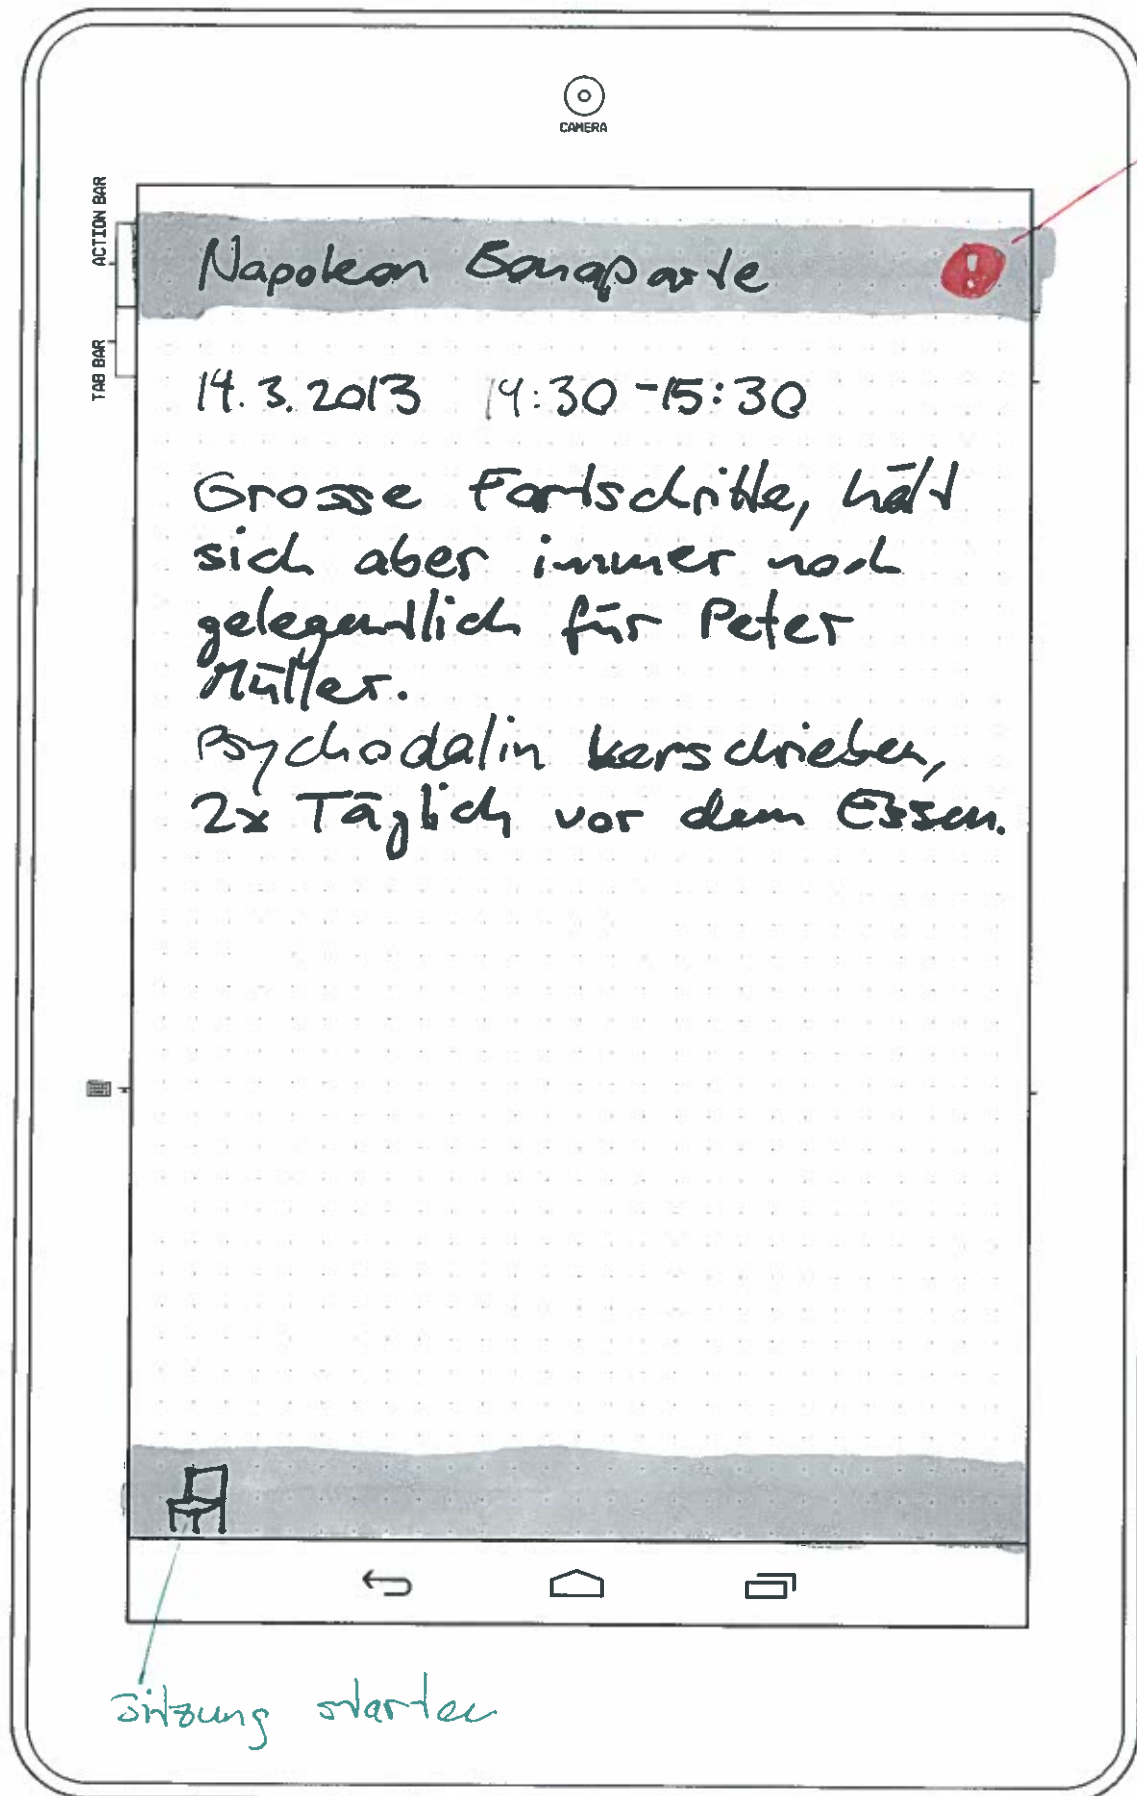 CAMERA
ACTION BAR
Napoleon Bonaparte
TAB BAR
14.3.2013 14:30-15:30
Grosse Fortschritte, hält
sich aber immer noch
gelegendlich für Peter
Müller.
Psychodalin verschrieben,
2x Täglich vor dem Essen.
Sitzung starten